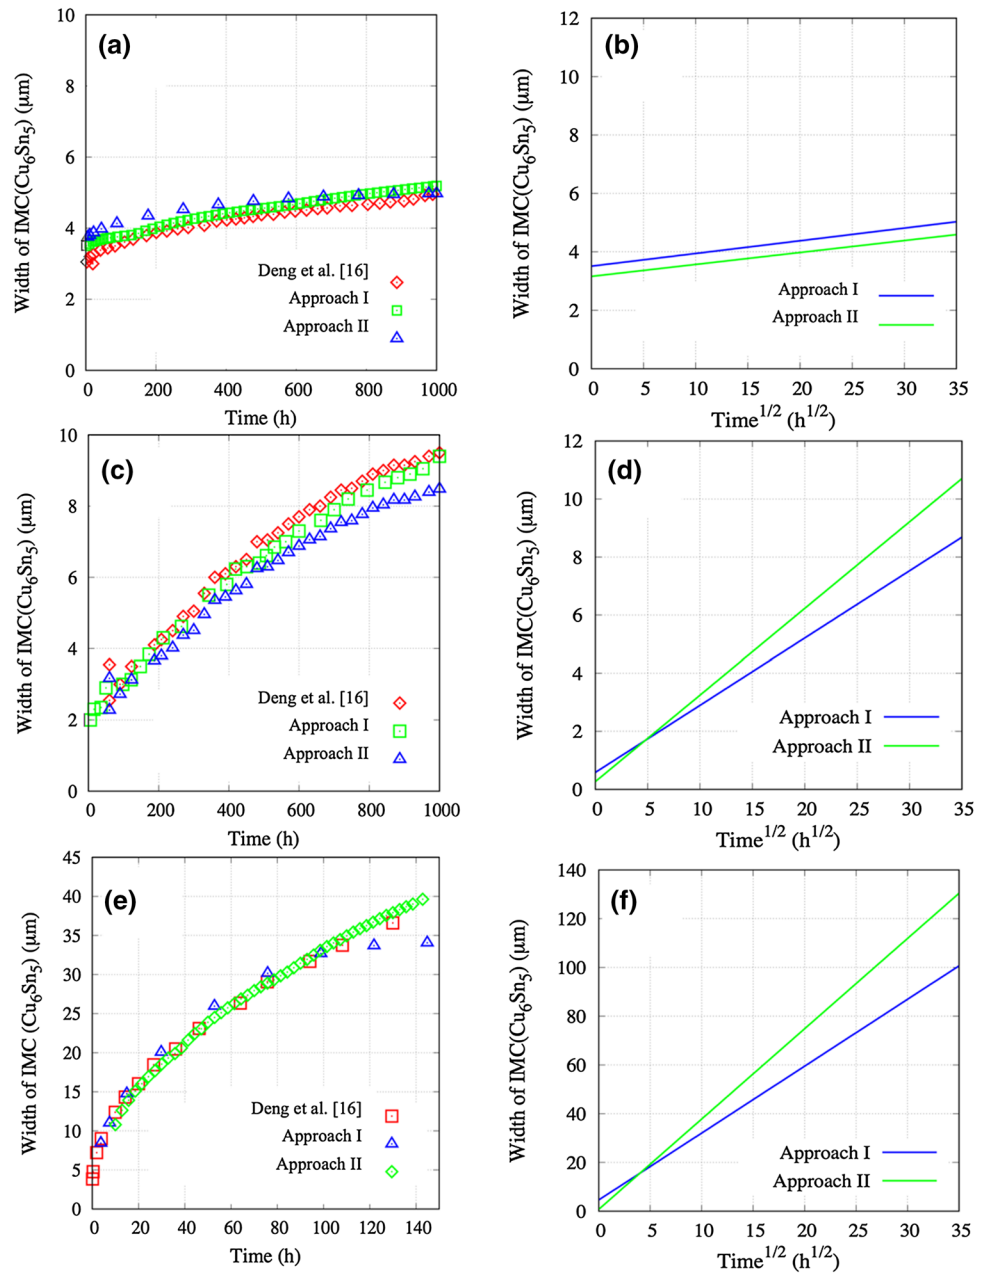 (a)
Width of IMC(Cu6Sn5) (μm)
10
8
6
4
2
0
Deng et al. [16]
Approach I
Approach II
0 200 400 600 800 1000
Time (h)
(b)
Width of IMC(Cu6Sn5) (μm)
12
10
8
6
4
2
0
Approach I
Approach II
0 5 10 15 20 25 30 35
Time1/2 (h1/2)
(c)
Width of IMC(Cu6Sn5) (μm)
10
8
6
4
2
0
Deng et al. [16]
Approach I
Approach II
0 200 400 600 800 1000
Time (h)
(d)
Width of IMC(Cu6Sn5) (μm)
12
10
8
6
4
2
0
Approach I
Approach II
0 5 10 15 20 25 30 35
Time1/2 (h1/2)
(e)
Width of IMC (Cu6Sn5) (μm)
45
40
35
30
25
20
15
10
5
0
Deng et al. [16]
Approach I
Approach II
0 20 40 60 80 100 120 140
Time (h)
(f)
Width of IMC(Cu6Sn5) (μm)
140
120
100
80
60
40
20
0
Approach I
Approach II
0 5 10 15 20 25 30 35
Time1/2 (h1/2)